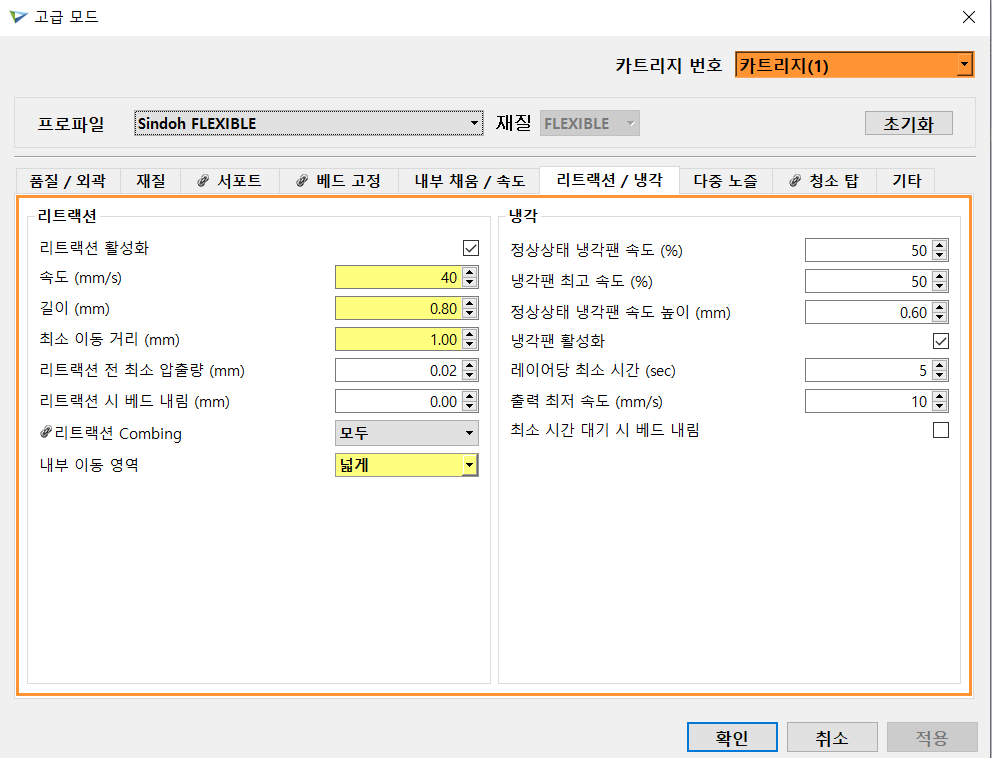 고급 모드
카트리지 번호 카트리지(1)
프로파일 Sindoh FLEXIBLE 재질 FLEXIBLE 초기화
품질 / 외곽 재질 서포트 베드 고정 내부 채움 / 속도 리트랙션 / 냉각 다중 노즐 청소 탑 기타
리트랙션
리트랙션 활성화
속도 (mm/s) 40
길이 (mm) 0.80
최소 이동 거리 (mm) 1.00
리트랙션 전 최소 압출량 (mm) 0.02
리트랙션 시 베드 내림 (mm) 0.00
리트랙션 Combing 모두
내부 이동 영역 넓게
냉각
정상상태 냉각팬 속도 (%) 50
냉각팬 최고 속도 (%) 50
정상상태 냉각팬 속도 높이 (mm) 0.60
냉각팬 활성화
레이어당 최소 시간 (sec) 5
출력 최저 속도 (mm/s) 10
최소 시간 대기 시 베드 내림
확인 취소 적용